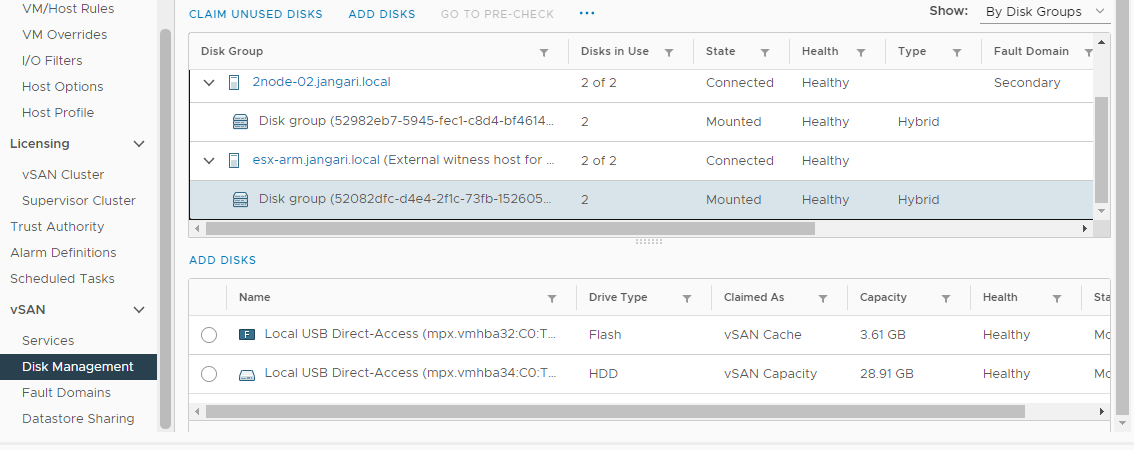 VM/Host Rules
VM Overrides
I/O Filters
Host Options
Host Profile
Licensing
vSAN Cluster
Supervisor Cluster
Trust Authority
Alarm Definitions
Scheduled Tasks
vSAN
Services
Disk Management
Fault Domains
Datastore Sharing
CLAIM UNUSED DISKS ADD DISKS GO TO PRE-CHECK ... Show: By Disk Groups
Disk Group Disks in Use State Health Type Fault Domain
2node-02.jangari.local 2 of 2 Connected Healthy Secondary
Disk group (52982eb7-5945-fec1-c8d4-bf4614... 2 Mounted Healthy Hybrid
esx-arm.jangari.local (External witness host for ... 2 of 2 Connected Healthy
Disk group (52082dfc-d4e4-2f1c-73fb-152605... 2 Mounted Healthy Hybrid
ADD DISKS
Name Drive Type Claimed As Capacity Health Sta
F Local USB Direct-Access (mpx.vmhba32:C0:T... Flash vSAN Cache 3.61 GB Healthy Mo
Local USB Direct-Access (mpx.vmhba34:C0:T... HDD vSAN Capacity 28.91 GB Healthy Mo